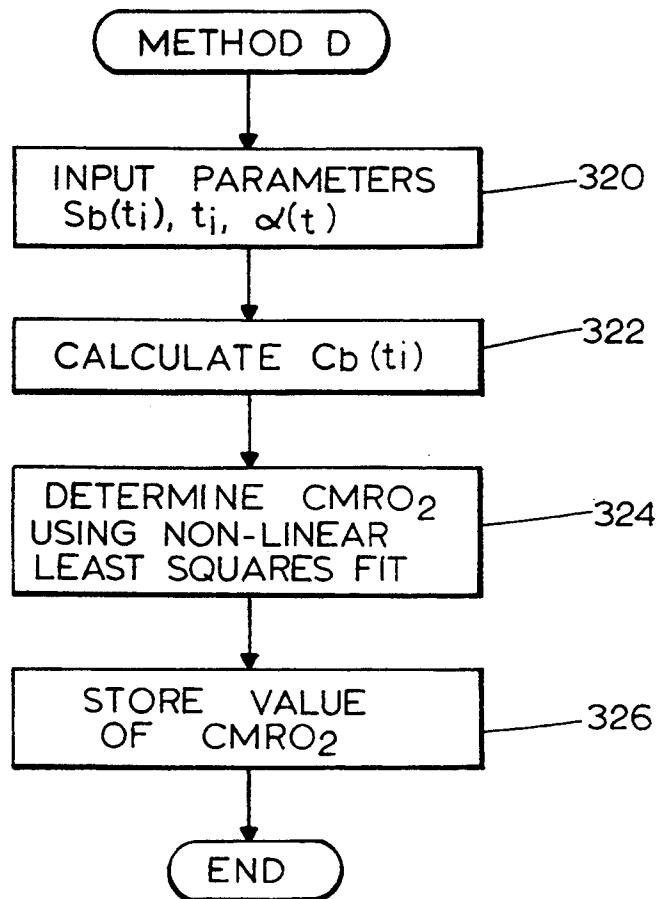 METHOD D
INPUT PARAMETERS
Sb(ti), ti, α(t)
320
CALCULATE Cb(ti)
322
DETERMINE CMRO2
USING NON-LINEAR
LEAST SQUARES FIT
324
STORE VALUE
OF CMRO2
326
END